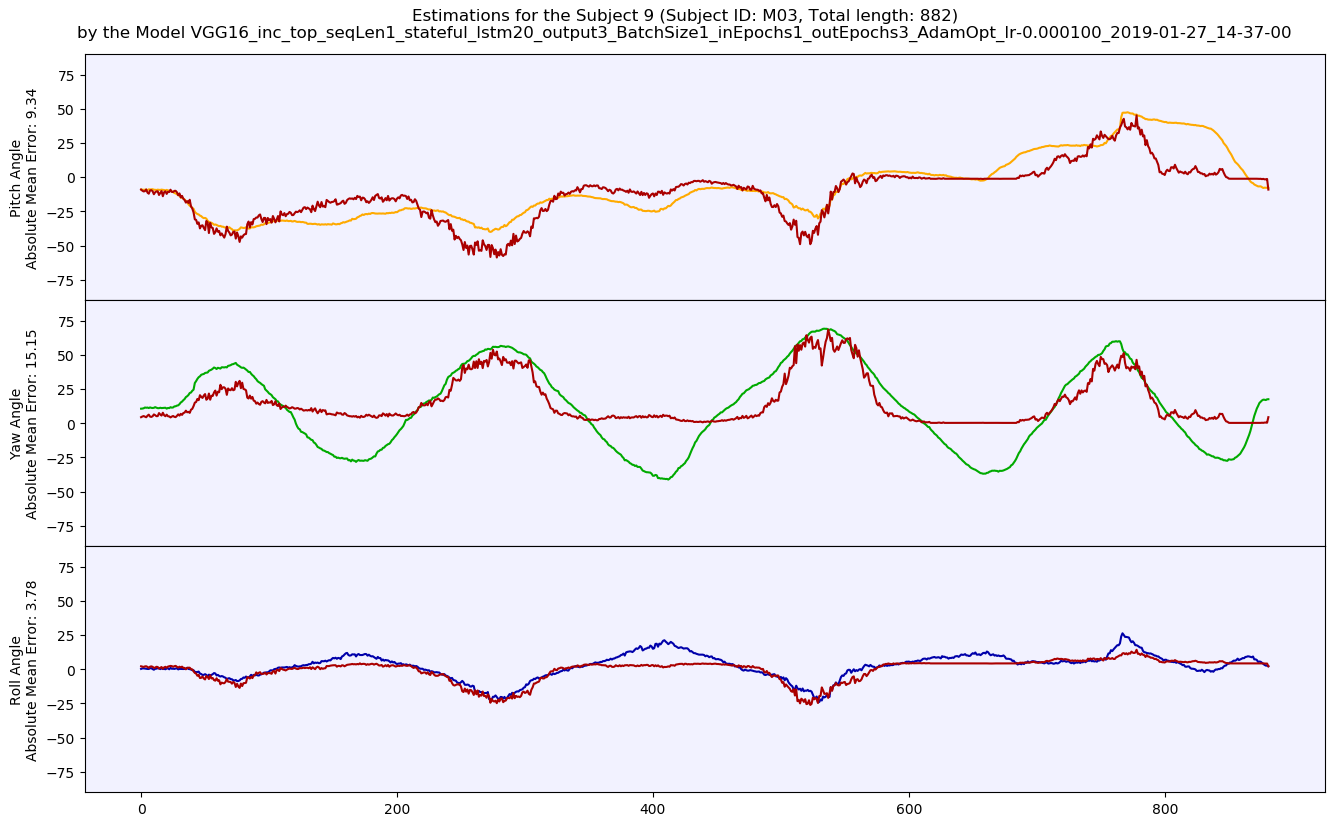 Estimations for the Subject 9 (Subject ID: M03, Total length: 882)
by the Model VGG16_inc_top_seqLen1_stateful_lstm20_output3_BatchSize1_inEpochs1_outEpochs3_AdamOpt_lr-0.000100_2019-01-27_14-37-00
Pitch Angle
Absolute Mean Error: 9.34
75
50
25
0
−25
−50
−75
Yaw Angle
Absolute Mean Error: 15.15
75
50
25
0
−25
−50
−75
Roll Angle
Absolute Mean Error: 3.78
75
50
25
0
−25
−50
−75
0 200 400 600 800